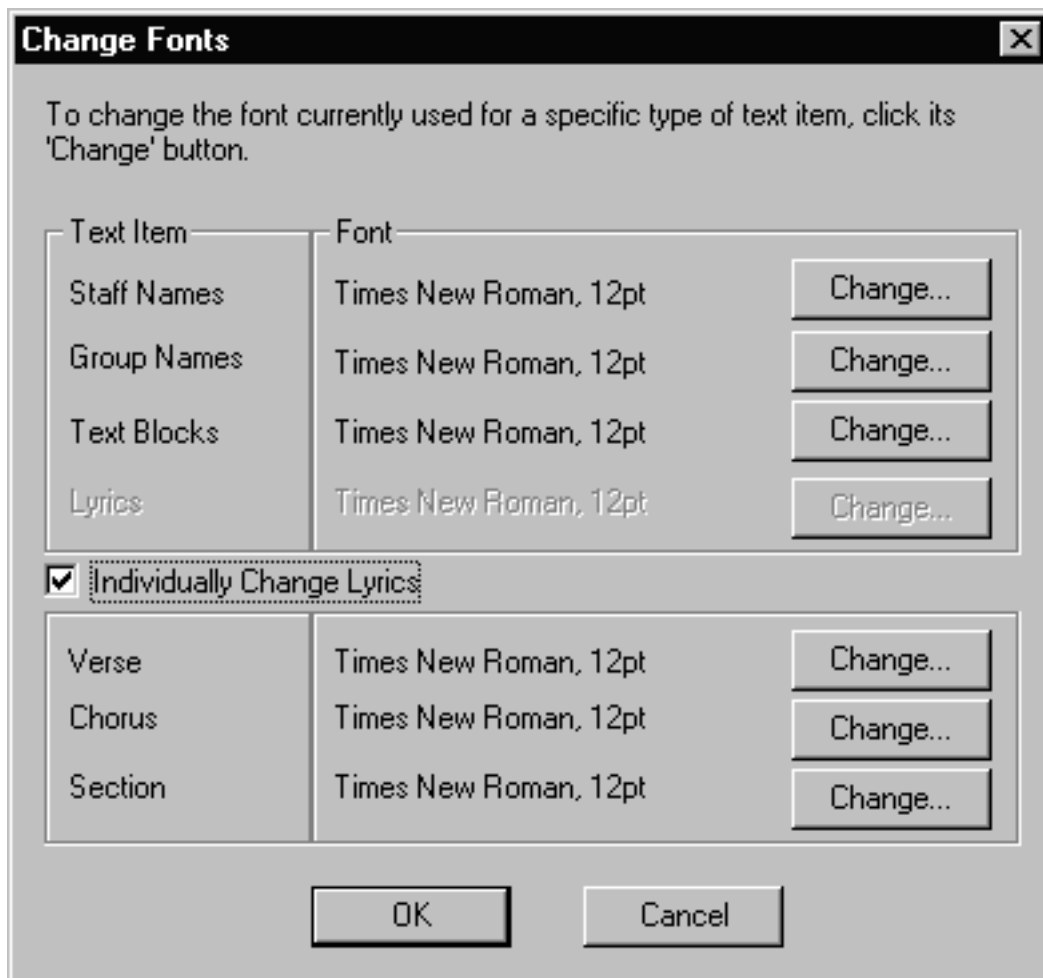 Change Fonts
To change the font currently used for a specific type of text item, click its
'Change' button.
Text Item Font
Staff Names Times New Roman, 12pt Change...
Group Names Times New Roman, 12pt Change...
Text Blocks Times New Roman, 12pt Change...
Lyrics Times New Roman, 12pt Change...
Individually Change Lyrics
Verse Times New Roman, 12pt Change...
Chorus Times New Roman, 12pt Change...
Section Times New Roman, 12pt Change...
OK Cancel